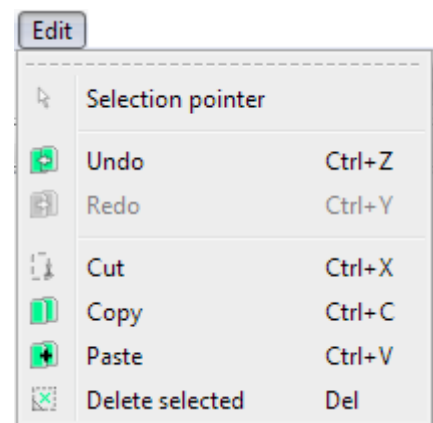 Edit
Selection pointer
Undo Ctrl+Z
Redo Ctrl+Y
Cut Ctrl+X
Copy Ctrl+C
Paste Ctrl+V
Delete selected Del